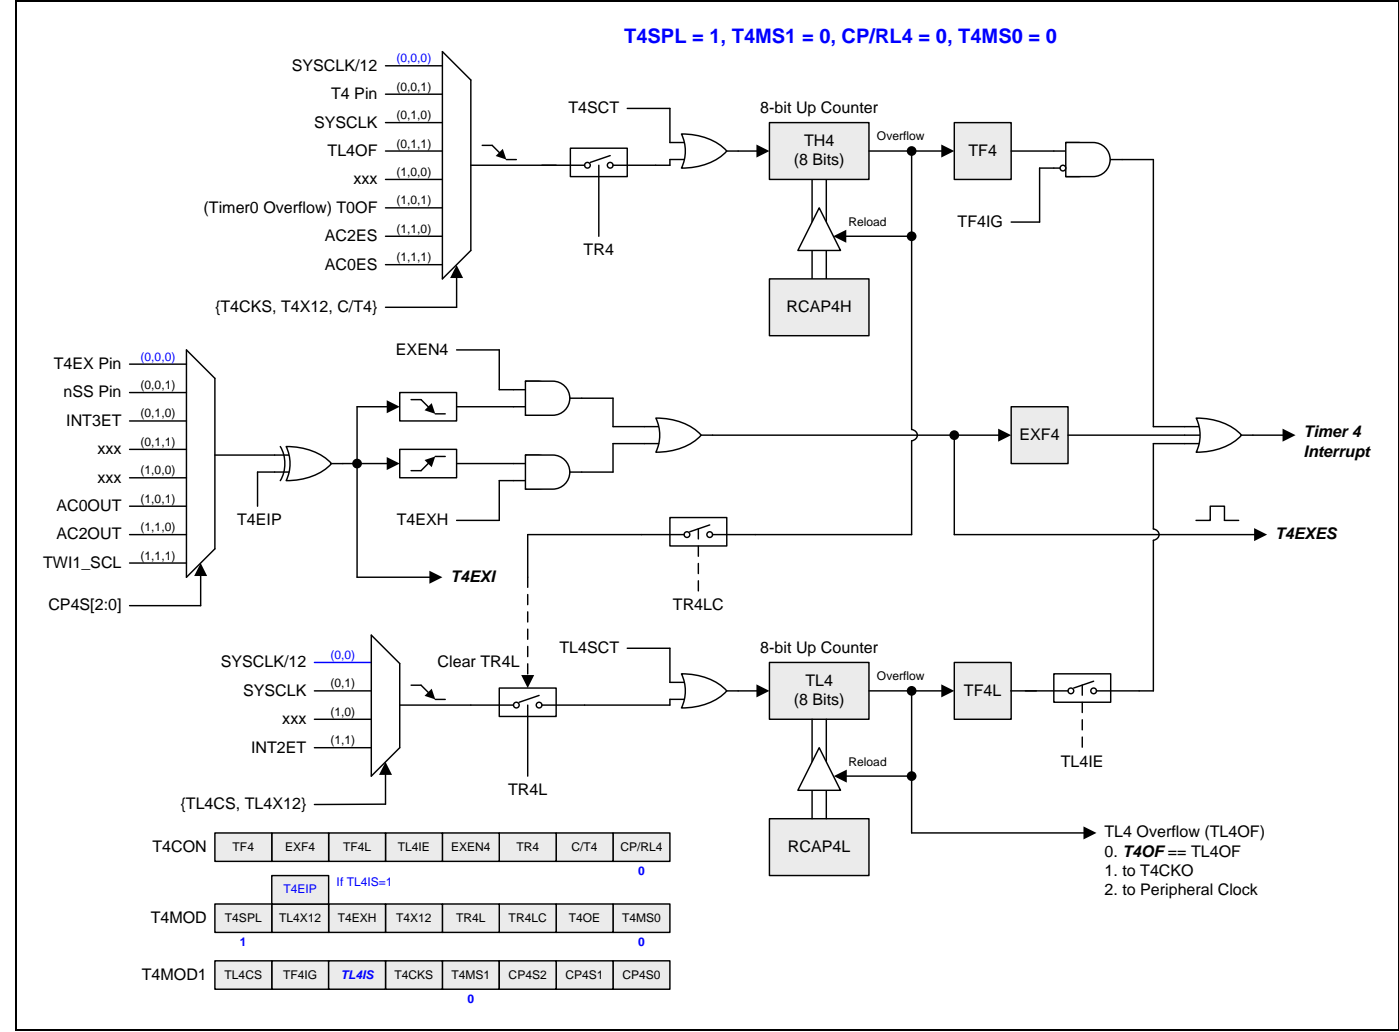 T4SPL = 1, T4MS1 = 0, CP/RL4 = 0, T4MS0 = 0
SYSCLK/12 (0,0,0)
T4 Pin (0,0,1)
SYSCLK (0,1,0)
TL4OF (0,1,1)
xxx (1,0,0)
(Timer0 Overflow) T0OF (1,0,1)
AC2ES (1,1,0)
AC0ES (1,1,1)
{T4CKS, T4X12, C/T4}
TR4
T4SCT
8-bit Up Counter
TH4
(8 Bits)
Overflow
Reload
RCAP4H
TF4
TF4IG
T4EX Pin (0,0,0)
nSS Pin (0,0,1)
INT3ET (0,1,0)
xxx (0,1,1)
xxx (1,0,0)
AC0OUT (1,0,1)
AC2OUT (1,1,0)
TWI1_SCL (1,1,1)
CP4S[2:0]
T4EIP
EXEN4
T4EXH
T4EXI
EXF4
Timer 4
Interrupt
T4EXES
TR4LC
SYSCLK/12 (0,0)
SYSCLK (0,1)
xxx (1,0)
INT2ET (1,1)
{TL4CS, TL4X12}
Clear TR4L
TR4L
TL4SCT
8-bit Up Counter
TL4
(8 Bits)
Overflow
Reload
RCAP4L
TF4L
TL4IE
TL4 Overflow (TL4OF)
0. T4OF == TL4OF
1. to T4CKO
2. to Peripheral Clock
T4CON TF4 EXF4 TF4L TL4IE EXEN4 TR4 C/T4 CP/RL4
0
T4EIP If TL4IS=1
T4MOD T4SPL TL4X12 T4EXH T4X12 TR4L TR4LC T4OE T4MS0
1 0
T4MOD1 TL4CS TF4IG TL4IS T4CKS T4MS1 CP4S2 CP4S1 CP4S0
0